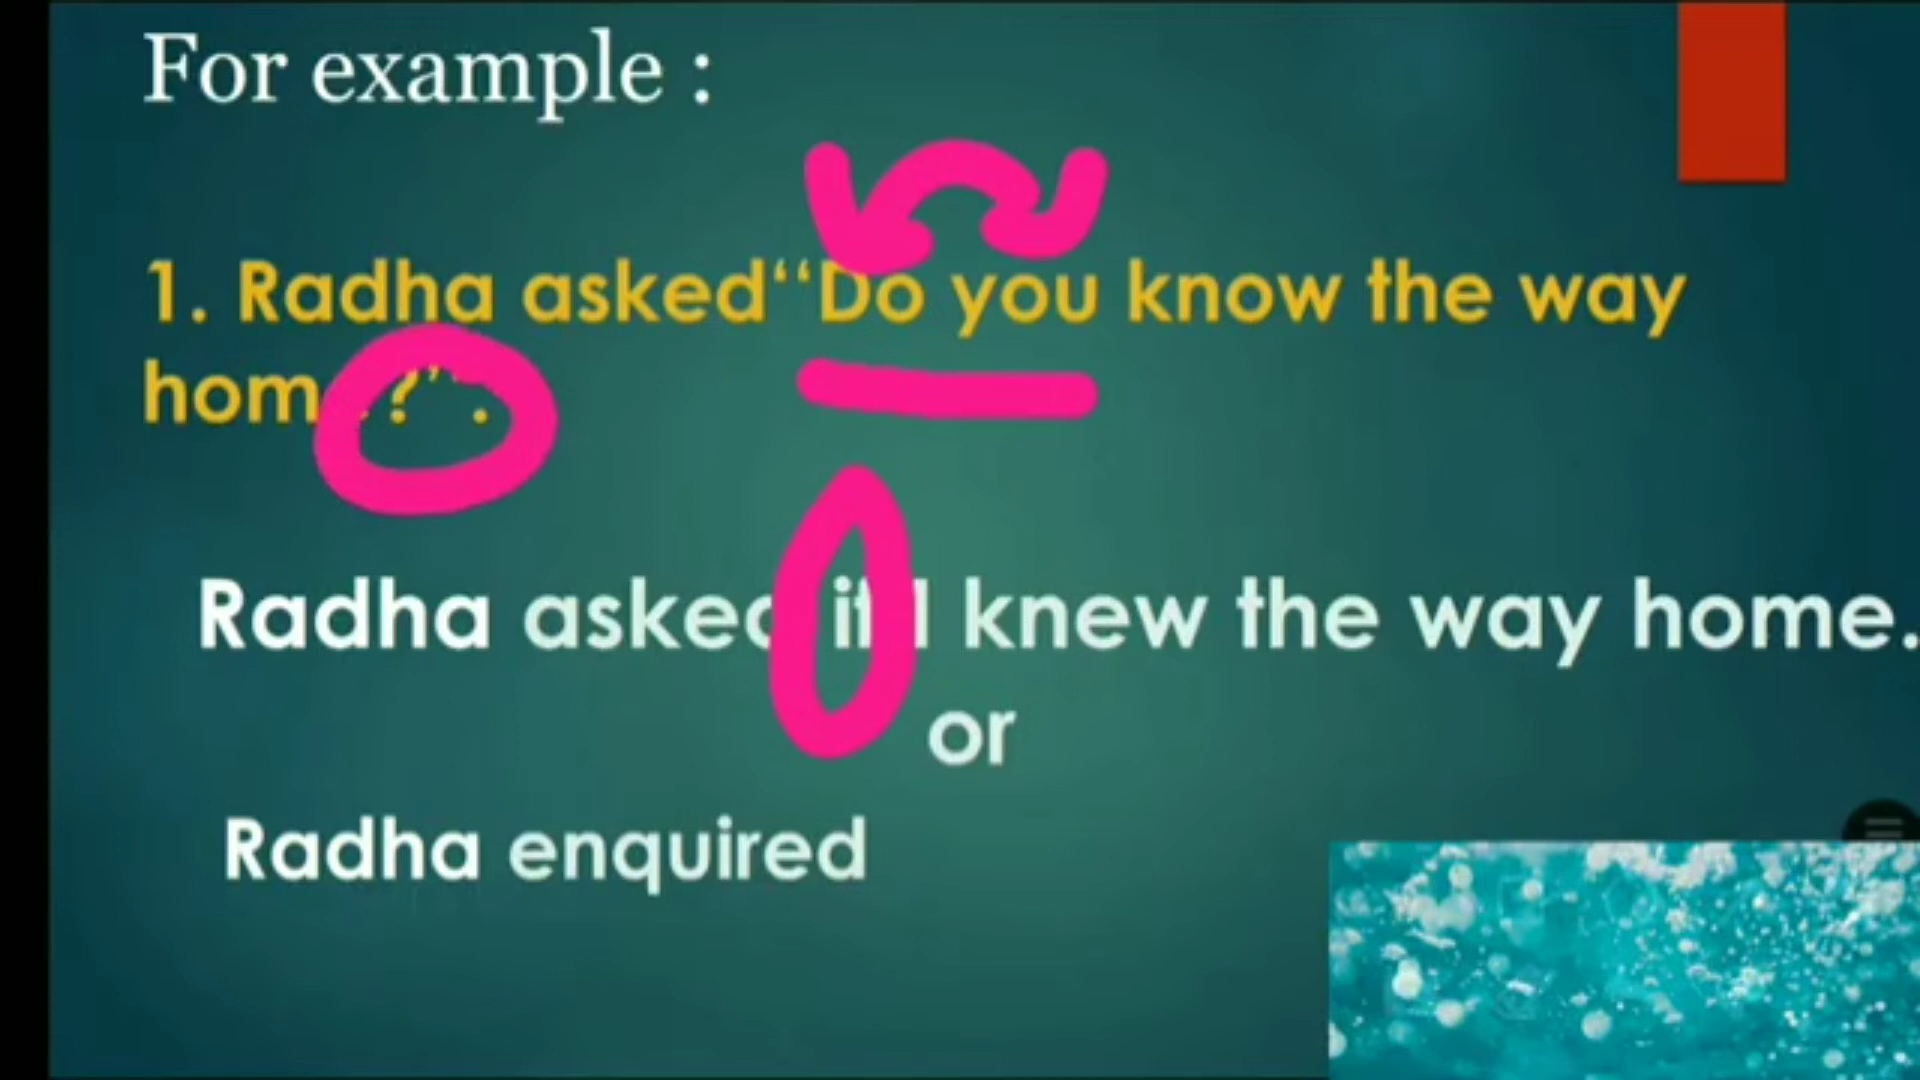 For example :
1. Radha asked“Do you know the way
home?”.
Radha asked if I knew the way home.
or
Radha enquired